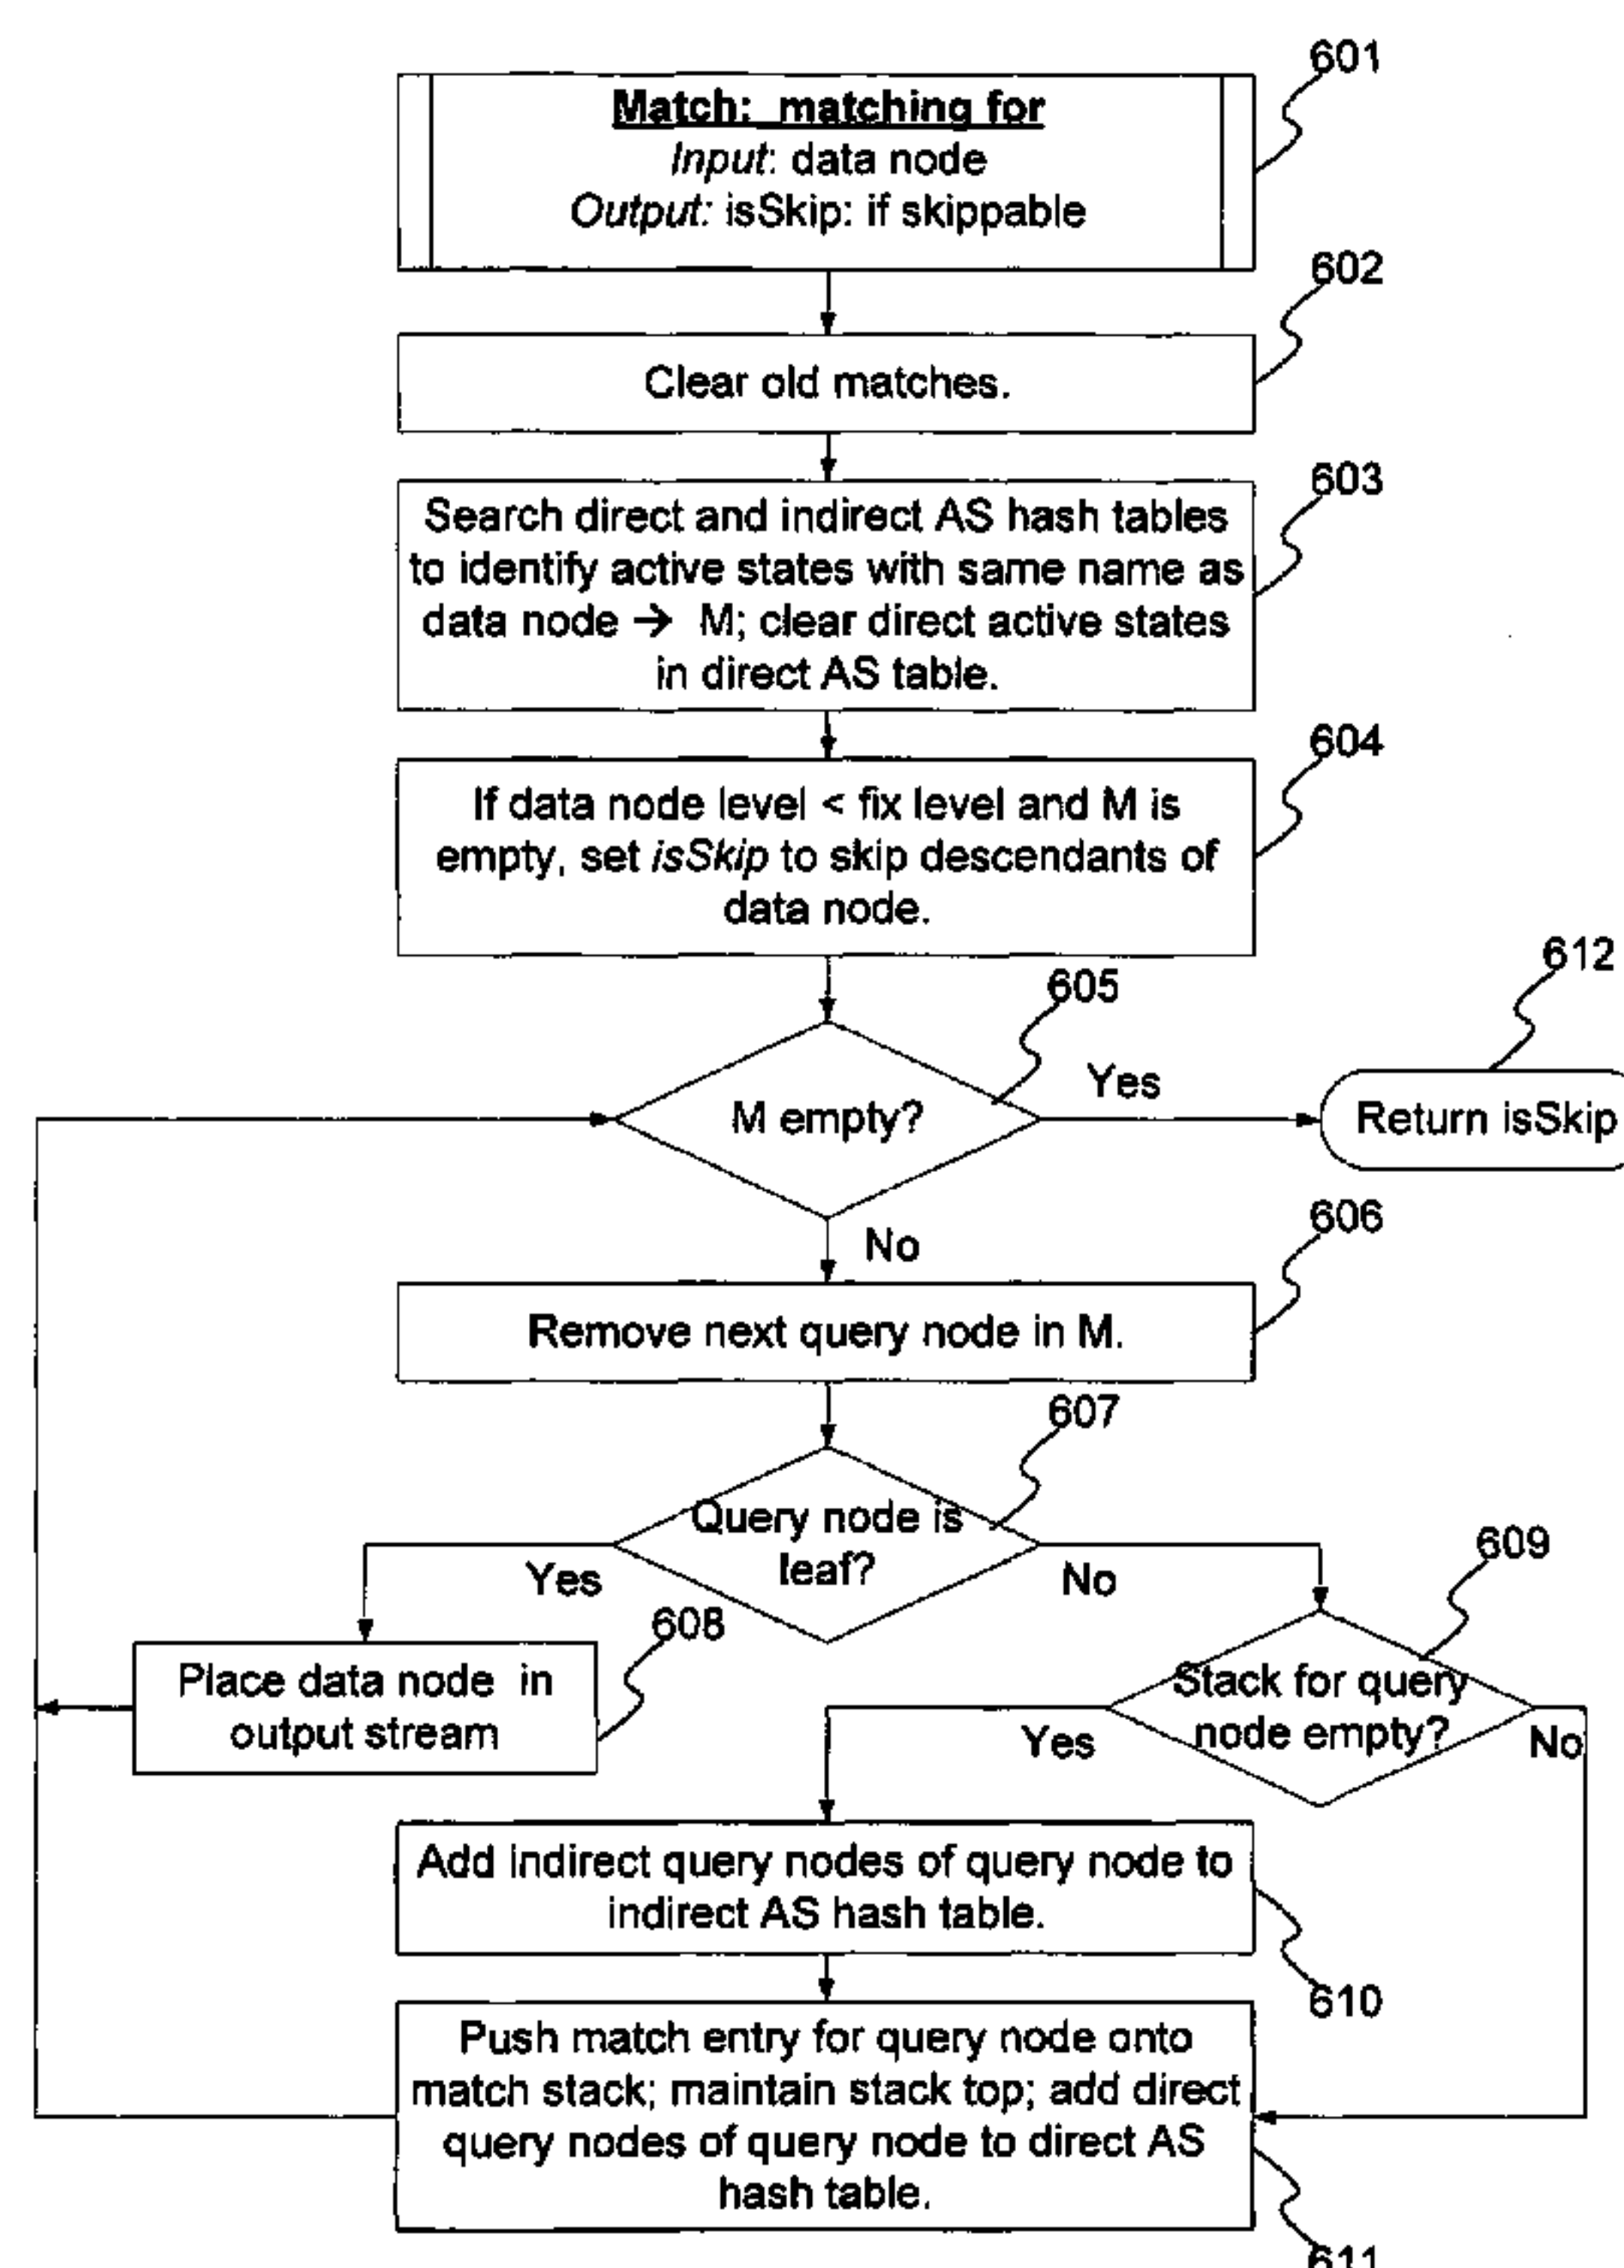 601
Match: matching for
Input: data node
Output: isSkip: if skippable
602
Clear old matches.
603
Search direct and indirect AS hash tables
to identify active states with same name as
data node → M; clear direct active states
in direct AS table.
604
If data node level < fix level and M is
empty, set isSkip to skip descendants of
data node.
605
612
M empty?
Yes
Return isSkip
No
606
Remove next query node in M.
607
Query node is
leaf?
Yes
No
609
608
Place data node in
output stream
Stack for query
node empty?
Yes
No
Add indirect query nodes of query node to
indirect AS hash table.
610
Push match entry for query node onto
match stack; maintain stack top; add direct
query nodes of query node to direct AS
hash table.
611